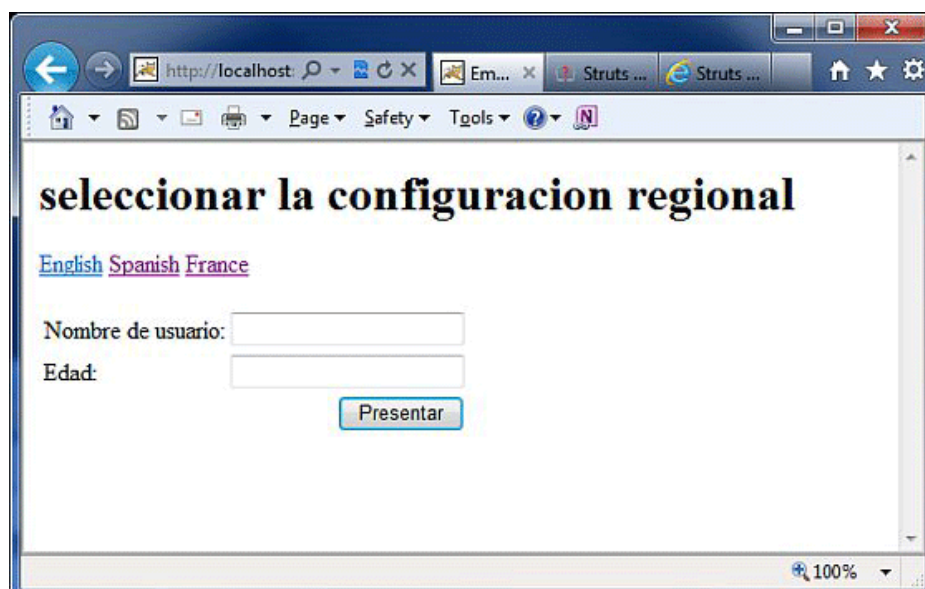 http://localhost: Em... Struts ... Struts ...
Page Safety Tools
seleccionar la configuracion regional
English Spanish France
Nombre de usuario:
Edad:
Presentar
100%